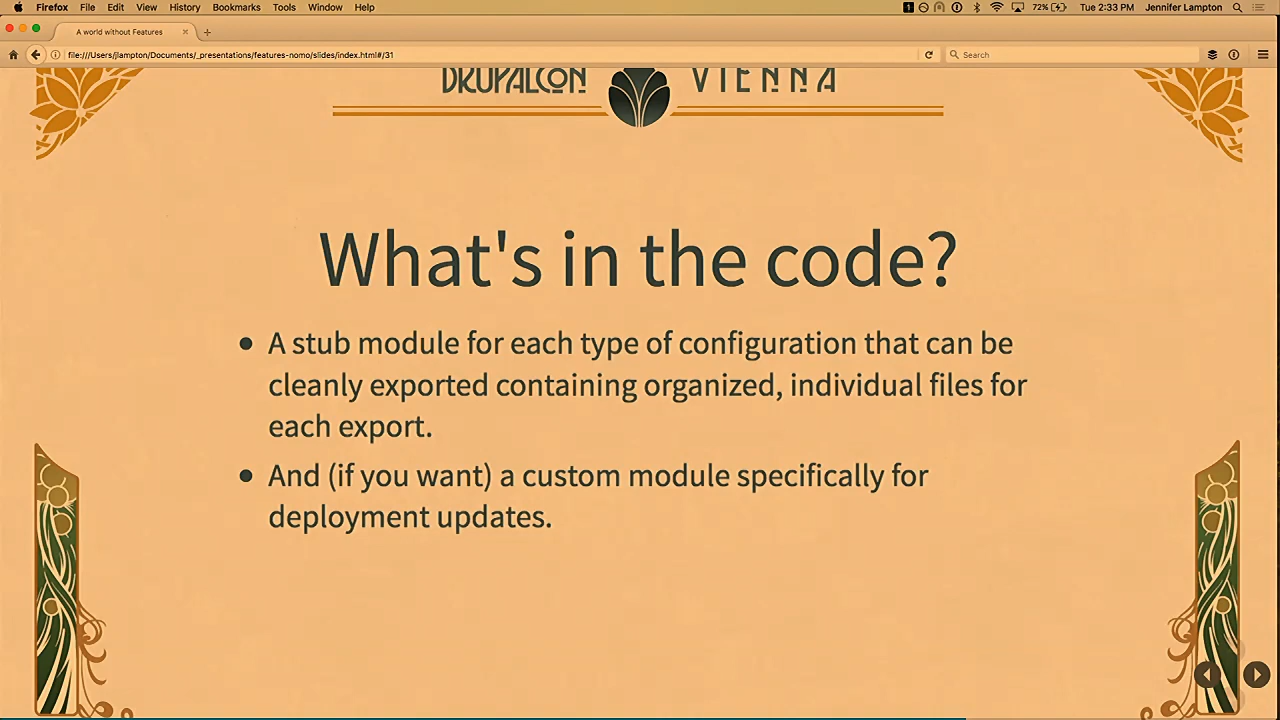 Firefox File Edit View History Bookmarks Tools Window Help 1 72% Tue 2:33 PM Jennifer Lampton
A world without Features
file:///Users/jlampton/Documents/_presentations/features-nomo/slides/index.html#/31 Search
DRUPALCON VIENNA
What's in the code?
A stub module for each type of configuration that can be
cleanly exported containing organized, individual files for
each export.
And (if you want) a custom module specifically for
deployment updates.